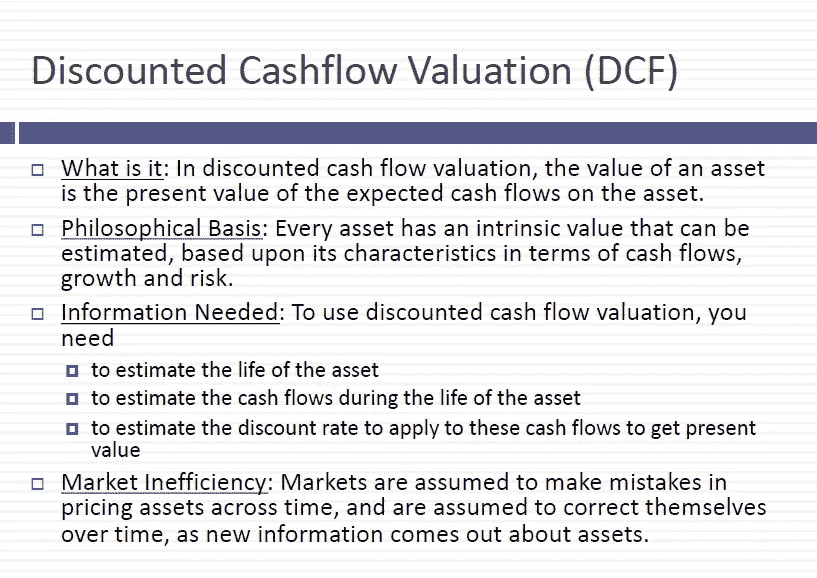 Discounted Cashflow Valuation (DCF)
What is it: In discounted cash flow valuation, the value of an asset
is the present value of the expected cash flows on the asset.
Philosophical Basis: Every asset has an intrinsic value that can be
estimated, based upon its characteristics in terms of cash flows,
growth and risk.
Information Needed: To use discounted cash flow valuation, you
need
to estimate the life of the asset
to estimate the cash flows during the life of the asset
to estimate the discount rate to apply to these cash flows to get present
value
Market Inefficiency: Markets are assumed to make mistakes in
pricing assets across time, and are assumed to correct themselves
over time, as new information comes out about assets.